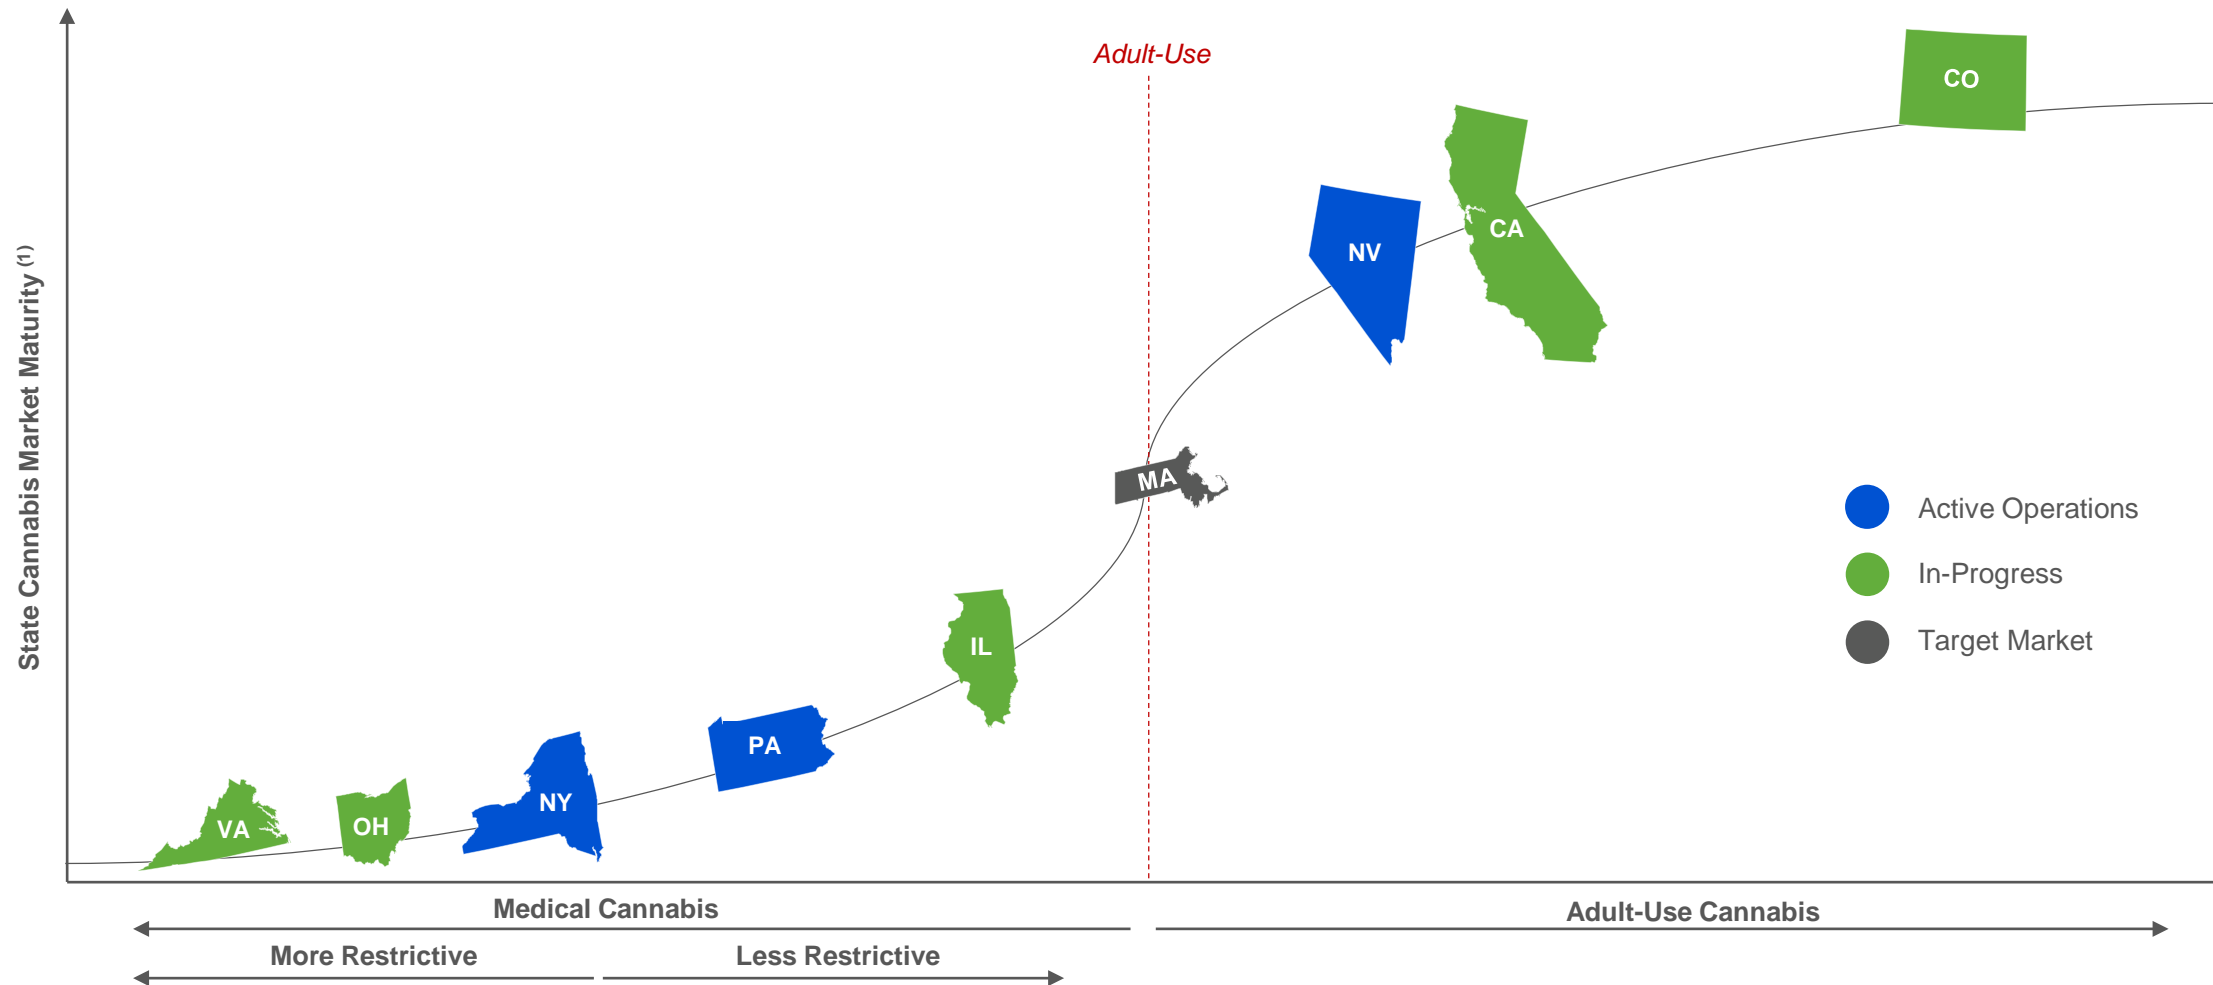 Adult-Use
CO
CA
NV
State Cannabis Market Maturity (1)
MA
Active Operations
In-Progress
Target Market
IL
PA
NY
OH
VA
Medical Cannabis
Adult-Use Cannabis
More Restrictive
Less Restrictive